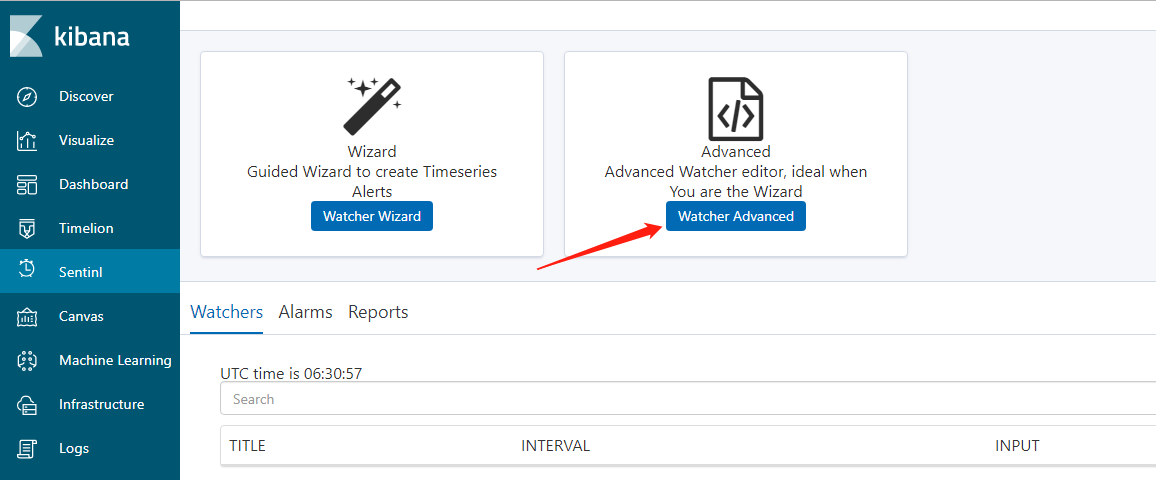 kibana
Discover
Visualize
Dashboard
Timelion
Sentinl
Canvas
Machine Learning
Infrastructure
Logs
Wizard
Guided Wizard to create Timeseries
Alerts
Watcher Wizard
Advanced
Advanced Watcher editor, ideal when
You are the Wizard
Watcher Advanced
Watchers Alarms Reports
UTC time is 06:30:57
Search
TITLE INTERVAL INPUT